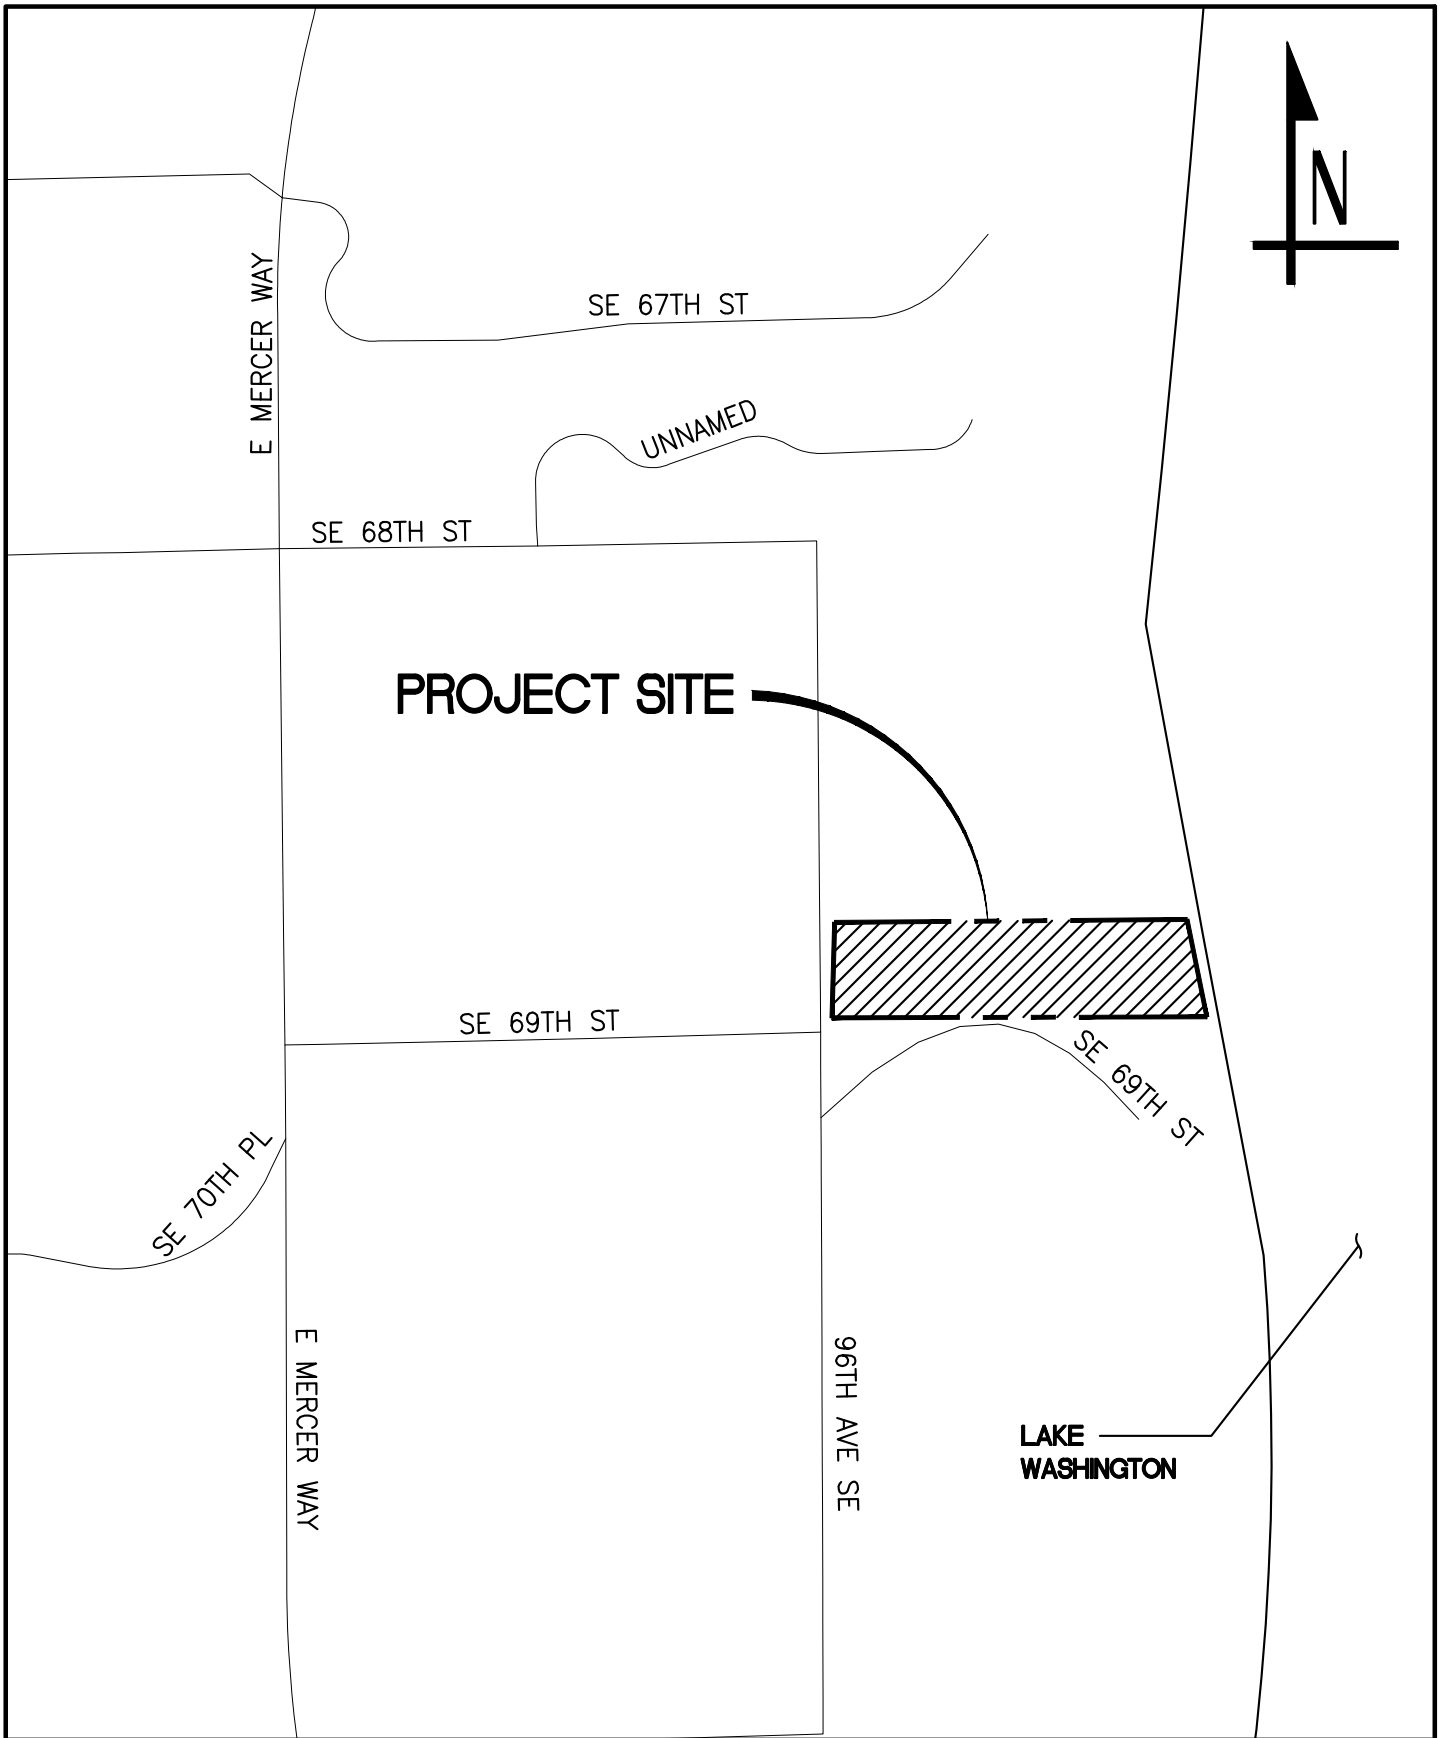 N
E MERCER WAY
SE 67TH ST
UNNAMED
SE 68TH ST
PROJECT SITE
SE 69TH ST
SE 69TH ST
SE 70TH PL
E MERCER WAY
96TH AVE SE
LAKE
WASHINGTON